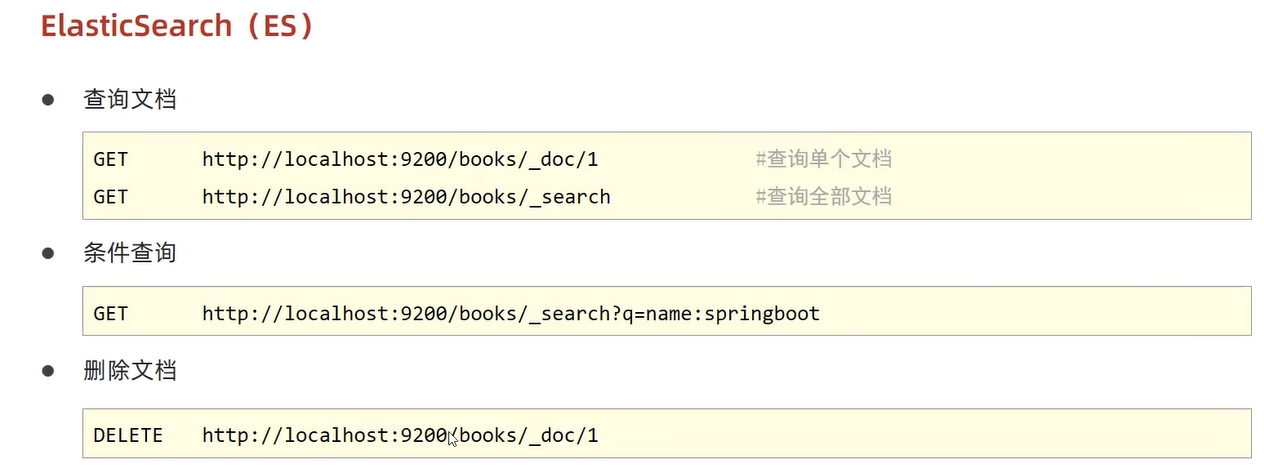 ElasticSearch（ES）
查询文档
GET http://localhost:9200/books/_doc/1 #查询单个文档
GET http://localhost:9200/books/_search #查询全部文档
条件查询
GET http://localhost:9200/books/_search?q=name:springboot
删除文档
DELETE http://localhost:9200/books/_doc/1